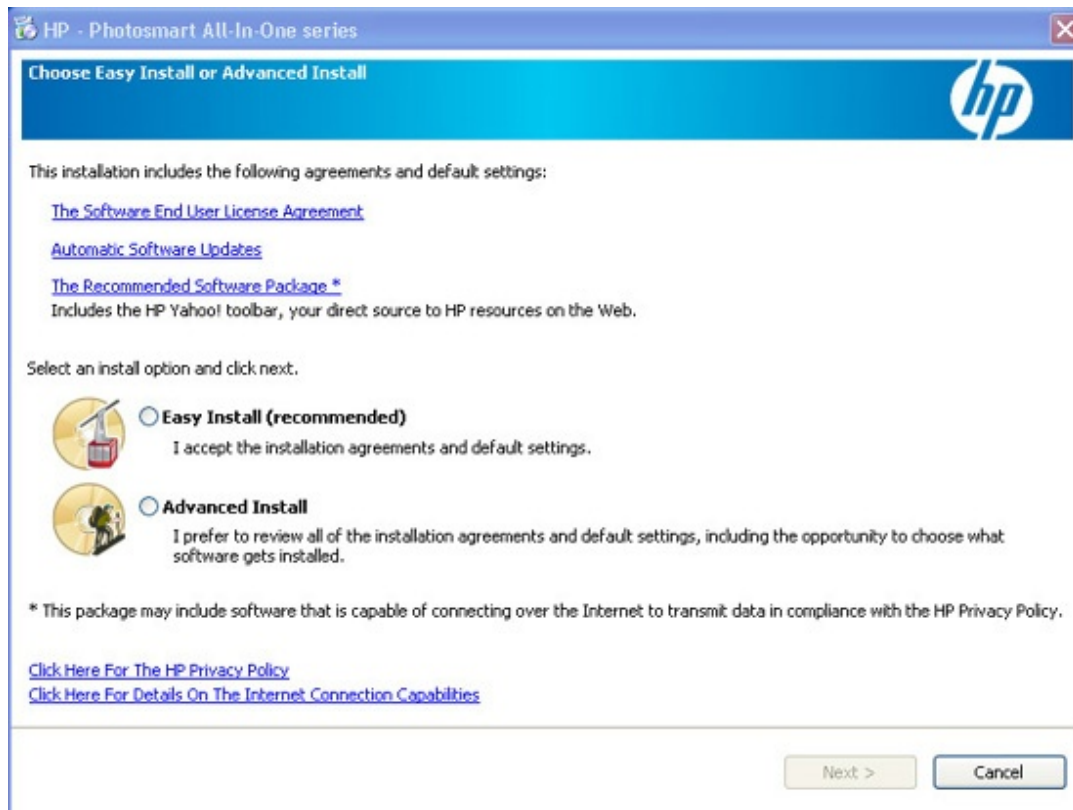 HP - Photosmart All-In-One series
Choose Easy Install or Advanced Install
hp
This installation includes the following agreements and default settings:
The Software End User License Agreement
Automatic Software Updates
The Recommended Software Package *
Includes the HP Yahoo! toolbar, your direct source to HP resources on the Web.
Select an install option and click next.
Easy Install (recommended)
I accept the installation agreements and default settings.
Advanced Install
I prefer to review all of the installation agreements and default settings, including the opportunity to choose what
software gets installed.
* This package may include software that is capable of connecting over the Internet to transmit data in compliance with the HP Privacy Policy.
Click Here For The HP Privacy Policy
Click Here For Details On The Internet Connection Capabilities
Next >
Cancel